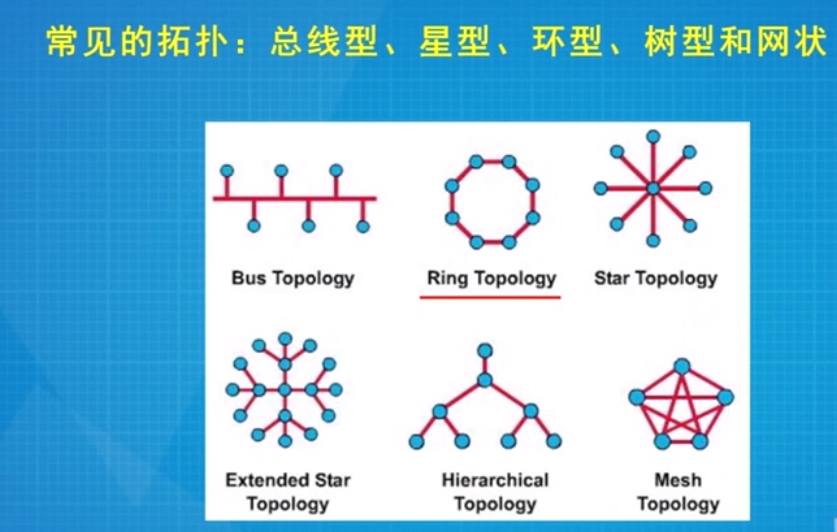 常见的拓扑：总线型、星型、环型、树型和网状
Bus Topology
Ring Topology
Star Topology
Extended Star
Topology
Hierarchical
Topology
Mesh
Topology